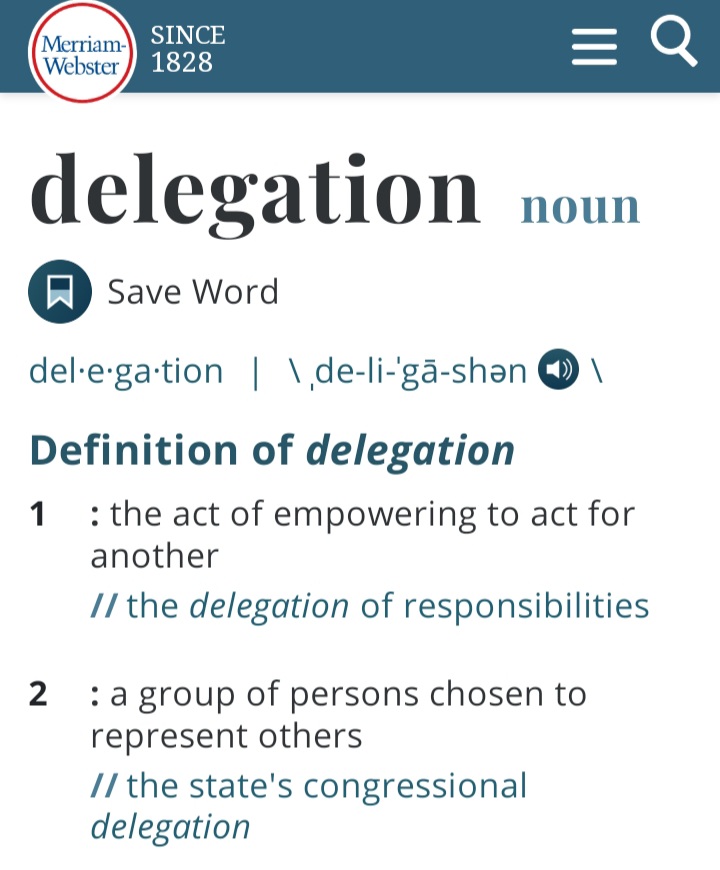 Merriam-
Webster
SINCE
1828
delegation noun
Save Word
del·e·ga·tion | \ ˌde-li-ˈgā-shən \
Definition of delegation
1 : the act of empowering to act for
another
// the delegation of responsibilities
2 : a group of persons chosen to
represent others
// the state's congressional
delegation